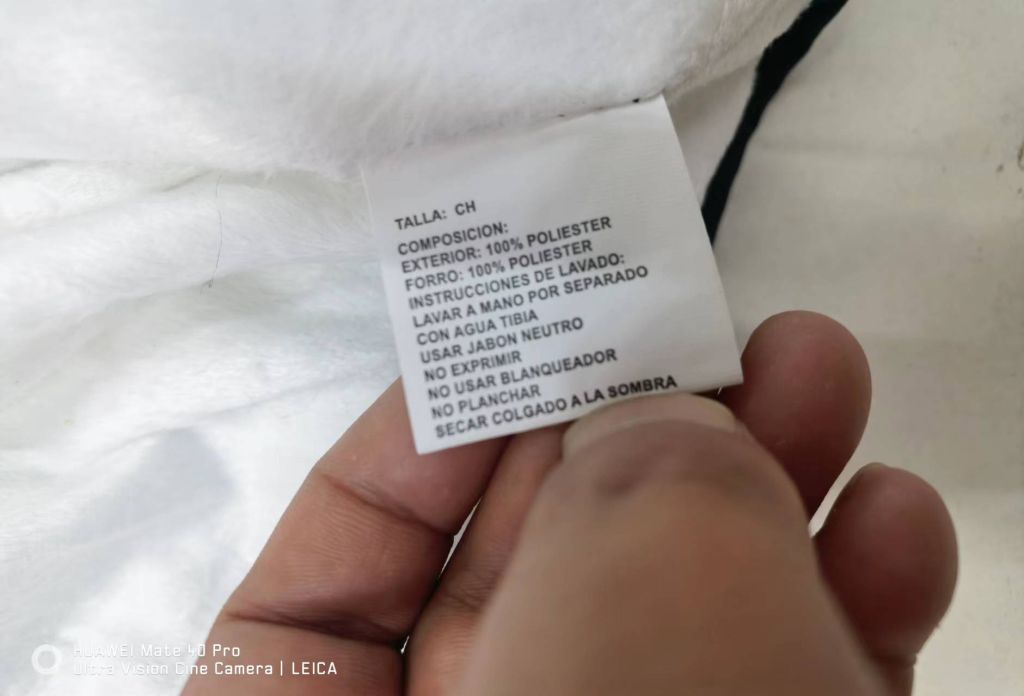 TALLA: CH
COMPOSICION:
EXTERIOR: 100% POLIESTER
FORRO: 100% POLIESTER
INSTRUCCIONES DE LAVADO:
LAVAR A MANO POR SEPARADO
CON AGUA TIBIA
USAR JABON NEUTRO
NO EXPRIMIR
NO USAR BLANQUEADOR
NO PLANCHAR
SECAR COLGADO A LA SOMBRA
HUAWEI Mate 40 Pro
Ultra Vision Cine Camera | LEICA